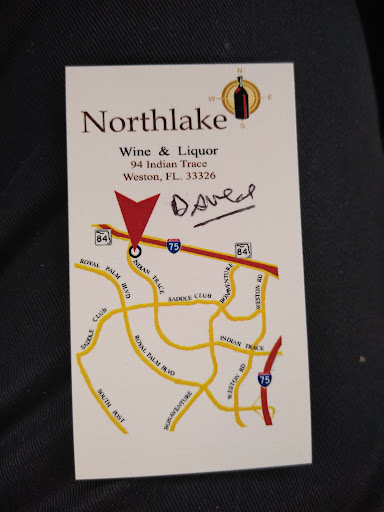 N
W E
S
Northlake
Wine & Liquor
94 Indian Trace
Weston, FL. 33326
84
75
84
ROYAL PALM BLVD
INDIAN TRACE
SADDLE CLUB
BONAVENTURE
WESTON RD
SADDLE CLUB
ROYAL PALM BLVD
INDIAN TRACE
WESTON RD
75
SOUTH POST
BONAVENTURE